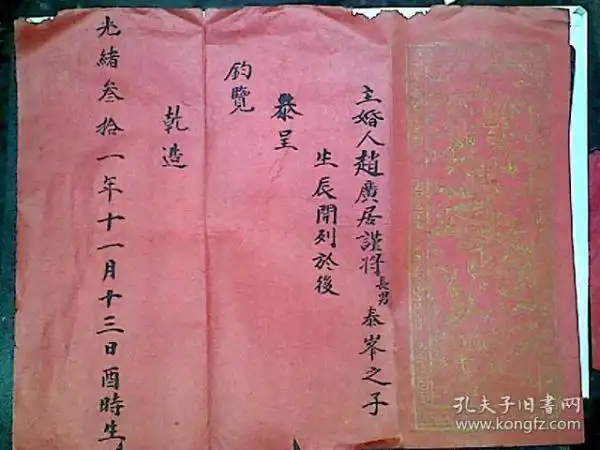 主婚人趙廣居謹將長男泰峯之子
生辰開列於後
恭呈
鈞覽
乾造
光緒叁拾一年十一月十三日酉時生
孔夫子旧书网
www.kongfz.com